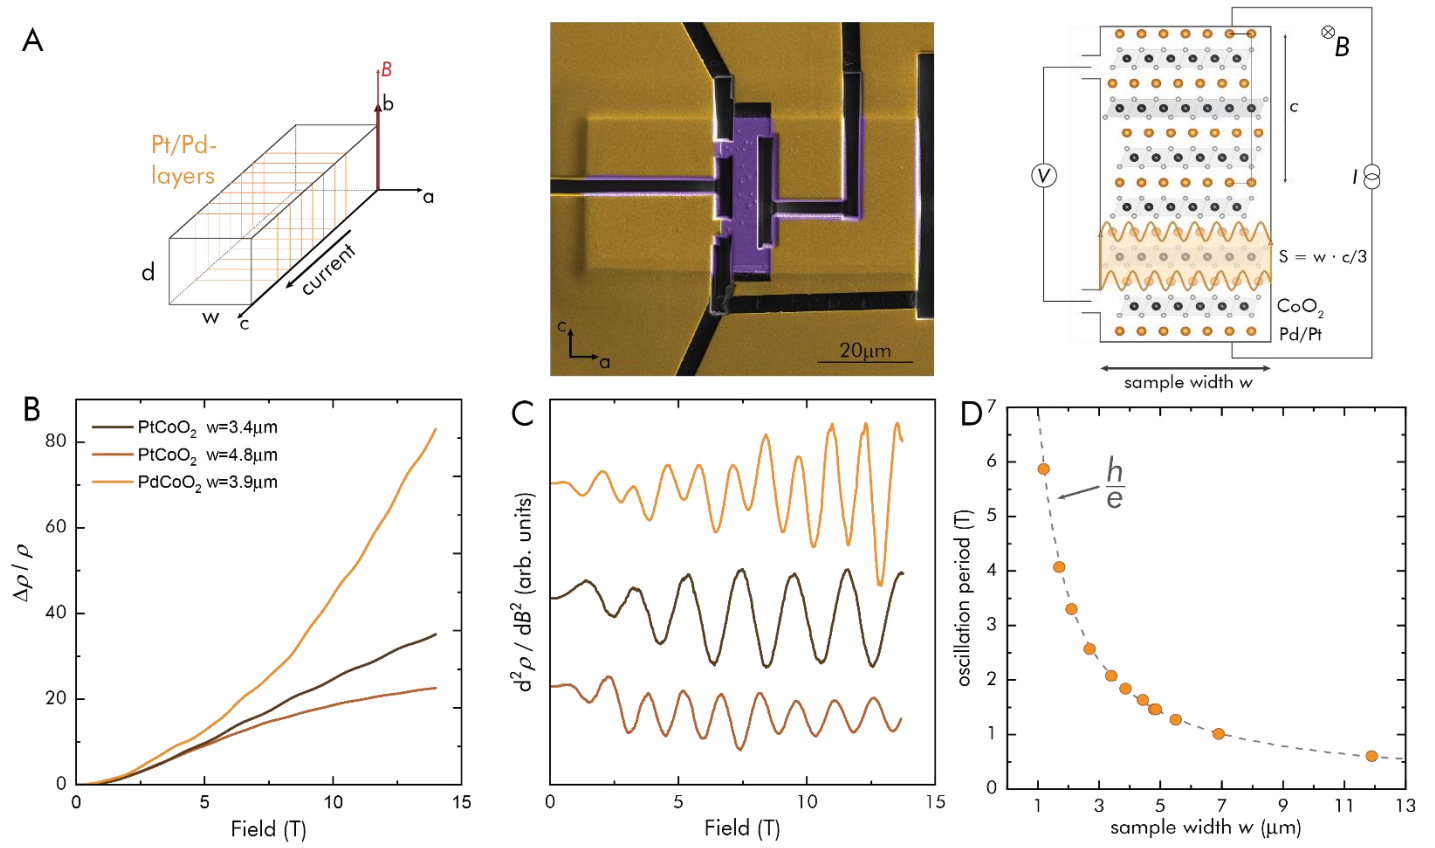 A
B
b
Pt/Pd-
layers
a
d
current
w
c
c
a
20μm
B
c
V
I
S = w · c/3
CoO₂
Pd/Pt
sample width w
B
80
60
40
20
0
Δρ / ρ
PtCoO₂ w=3.4μm
PtCoO₂ w=4.8μm
PdCoO₂ w=3.9μm
0
5
10
15
Field (T)
C
d²ρ / dB² (arb. units)
0
5
10
15
Field (T)
D
7
6
5
4
3
2
1
0
oscillation period (T)
h
e
1
3
5
7
9
11
13
sample width w (μm)